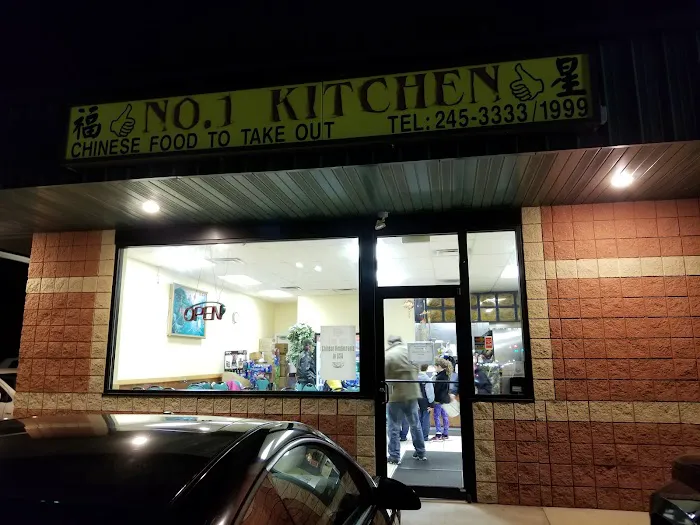 福 NO.1 KITCHEN 星
CHINESE FOOD TO TAKE OUT TEL: 245-3333/1999
OPEN